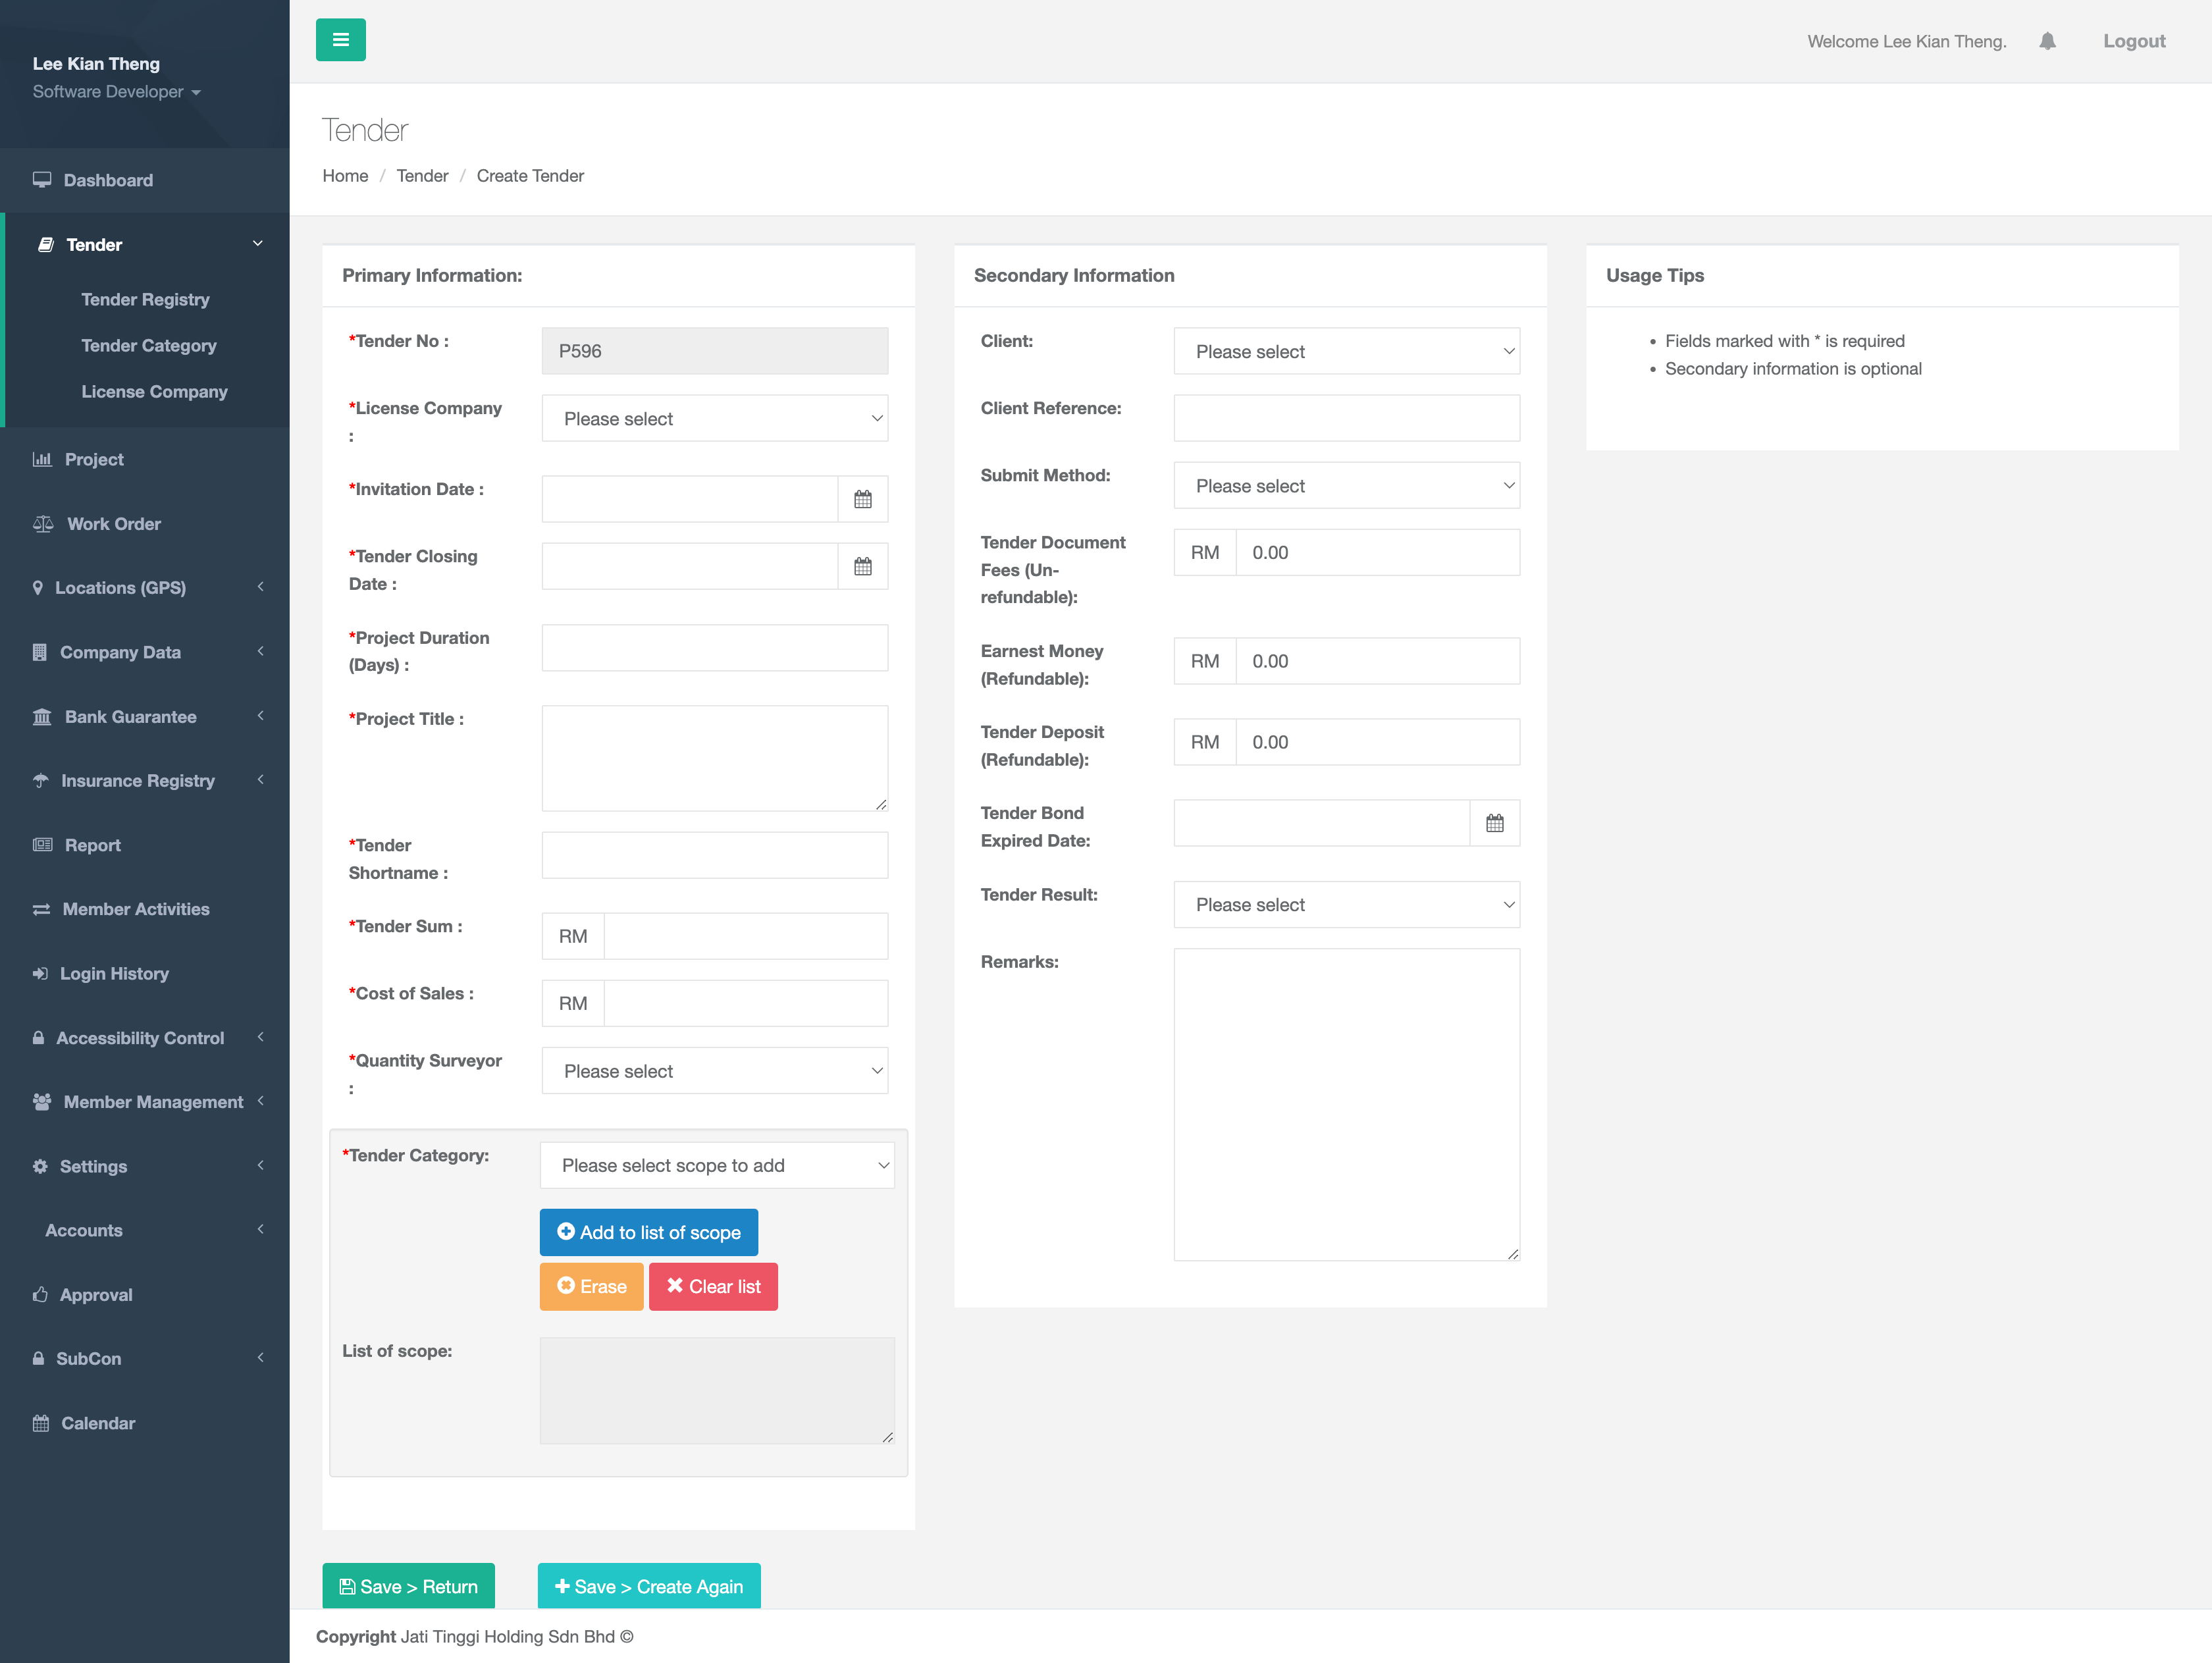 Lee Kian Theng
Software Developer
Dashboard
Tender
Tender Registry
Tender Category
License Company
Project
Work Order
Locations (GPS)
Company Data
Bank Guarantee
Insurance Registry
Report
Member Activities
Login History
Accessibility Control
Member Management
Settings
Accounts
Approval
SubCon
Calendar
Welcome Lee Kian Theng.
Logout
Tender
Home / Tender / Create Tender
Primary Information:
*Tender No :
P596
*License Company
:
Please select
*Invitation Date :
*Tender Closing
Date :
*Project Duration
(Days) :
*Project Title :
*Tender
Shortname :
*Tender Sum :
RM
*Cost of Sales :
RM
*Quantity Surveyor
:
Please select
*Tender Category:
Please select scope to add
Add to list of scope
Erase
Clear list
List of scope:
Secondary Information
Client:
Please select
Client Reference:
Submit Method:
Please select
Tender Document
Fees (Un-
refundable):
RM 0.00
Earnest Money
(Refundable):
RM 0.00
Tender Deposit
(Refundable):
RM 0.00
Tender Bond
Expired Date:
Tender Result:
Please select
Remarks:
Usage Tips
• Fields marked with * is required
• Secondary information is optional
Save > Return
Save > Create Again
Copyright Jati Tinggi Holding Sdn Bhd ©